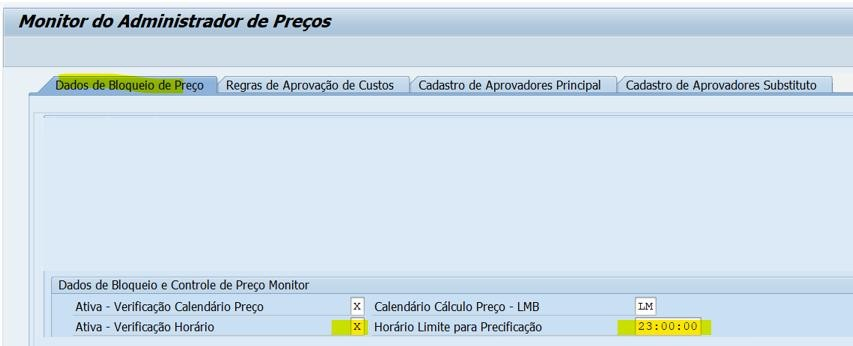 Monitor do Administrador de Preços
Dados de Bloqueio de Preço Regras de Aprovação de Custos Cadastro de Aprovadores Principal Cadastro de Aprovadores Substituto
Dados de Bloqueio e Controle de Preço Monitor
Ativa - Verificação Calendário Preço X Calendário Cálculo Preço - LMB LM
Ativa - Verificação Horário X Horário Limite para Precificação 23:00:00